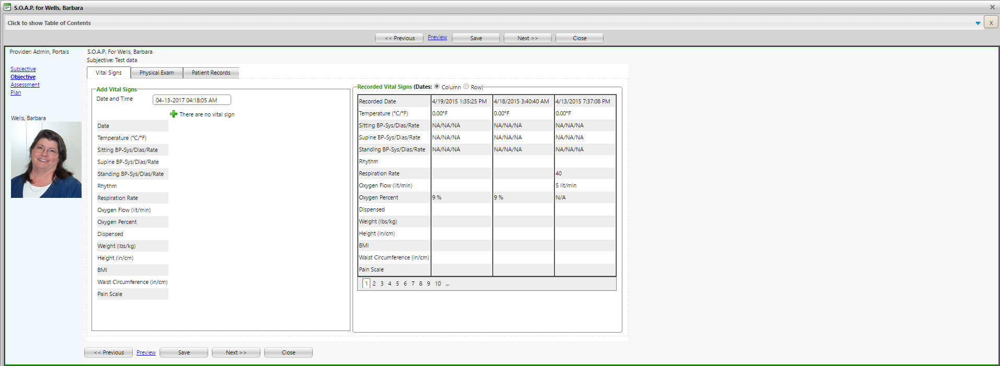 S.O.A.P. for Wells, Barbara
Click to show Table of Contents
X
<< Previous Preview Save Next >> Close
Provider: Admin, Portals
Subjective
Objective
Assessment
Plan
Wells, Barbara
S.O.A.P. For Wells, Barbara
Subjective: Test data
Vital Signs Physical Exam Patient Records
Add Vital Signs
Date and Time 04-13-2017 04:18:05 AM
There are no vital sign
Date
Temperature (°C/°F)
Sitting BP-Sys/Dias/Rate
Supine BP-Sys/Dias/Rate
Standing BP-Sys/Dias/Rate
Rhythm
Respiration Rate
Oxygen Flow (lit/min)
Oxygen Percent
Dispensed
Weight (lbs/kg)
Height (in/cm)
BMI
Waist Circumference (in/cm)
Pain Scale
Recorded Vital Signs (Dates: Column Row)
Recorded Date 4/19/2015 1:35:25 PM 4/18/2015 3:40:40 AM 4/13/2015 7:37:08 PM
Temperature (°C/°F) 0.00°F 0.00°F 0.00°F
Sitting BP-Sys/Dias/Rate NA/NA/NA NA/NA/NA NA/NA/NA
Supine BP-Sys/Dias/Rate NA/NA/NA NA/NA/NA NA/NA/NA
Standing BP-Sys/Dias/Rate NA/NA/NA NA/NA/NA NA/NA/NA
Rhythm
Respiration Rate 40
Oxygen Flow (lit/min) 5 lit/min
Oxygen Percent 9 % 9 % N/A
Dispensed
Weight (lbs/kg)
Height (in/cm)
BMI
Waist Circumference (in/cm)
Pain Scale
1 2 3 4 5 6 7 8 9 10 ...
<< Previous Preview Save Next >> Close